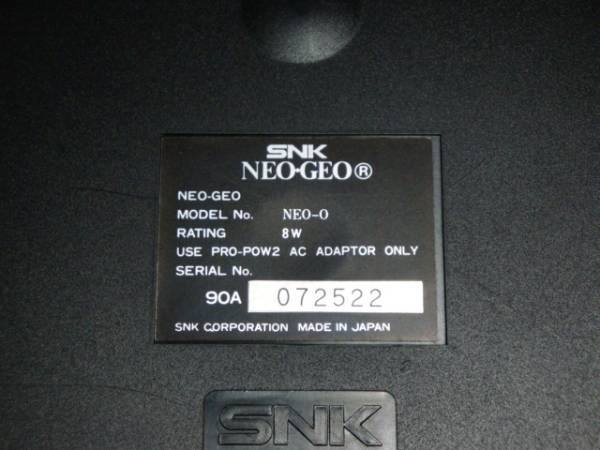 SNK
NEO·GEO®
NEO-GEO
MODEL No. NEO-O
RATING 8W
USE PRO-POW2 AC ADAPTOR ONLY
SERIAL No.
90A 072522
SNK CORPORATION MADE IN JAPAN
SNK